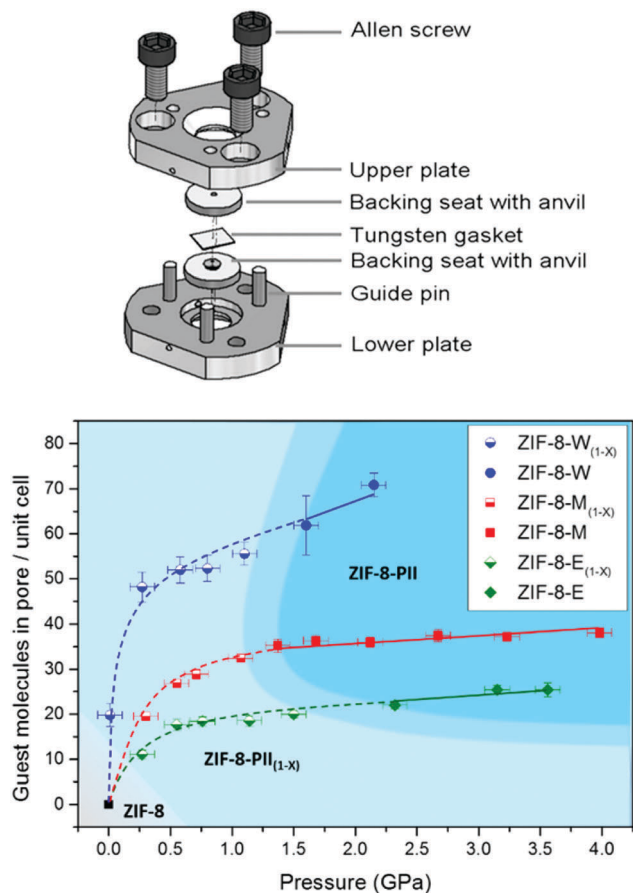 Allen screw
Upper plate
Backing seat with anvil
Tungsten gasket
Backing seat with anvil
Guide pin
Lower plate
Guest molecules in pore / unit cell
80
70
60
50
40
30
20
10
0
ZIF-8-W(1-X)
ZIF-8-W
ZIF-8-M(1-X)
ZIF-8-M
ZIF-8-E(1-X)
ZIF-8-E
ZIF-8-PII
ZIF-8-PII(1-X)
ZIF-8
0.0 0.5 1.0 1.5 2.0 2.5 3.0 3.5 4.0
Pressure (GPa)